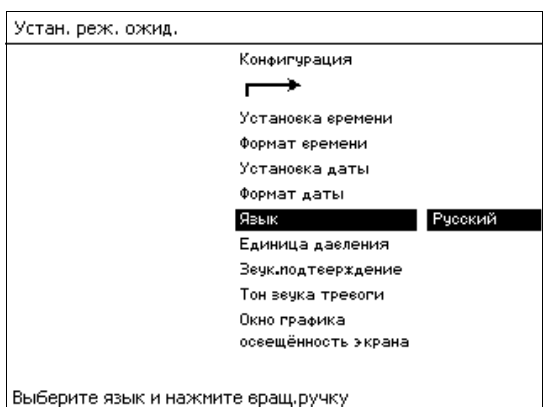 Устан. реж. ожид.
Конфигурация
Установка времени
Формат времени
Установка даты
Формат даты
Язык Русский
Единица давления
Звук.подтверждение
Тон звука тревоги
Окно графика
освещённость экрана
Выберите язык и нажмите вращ.ручку